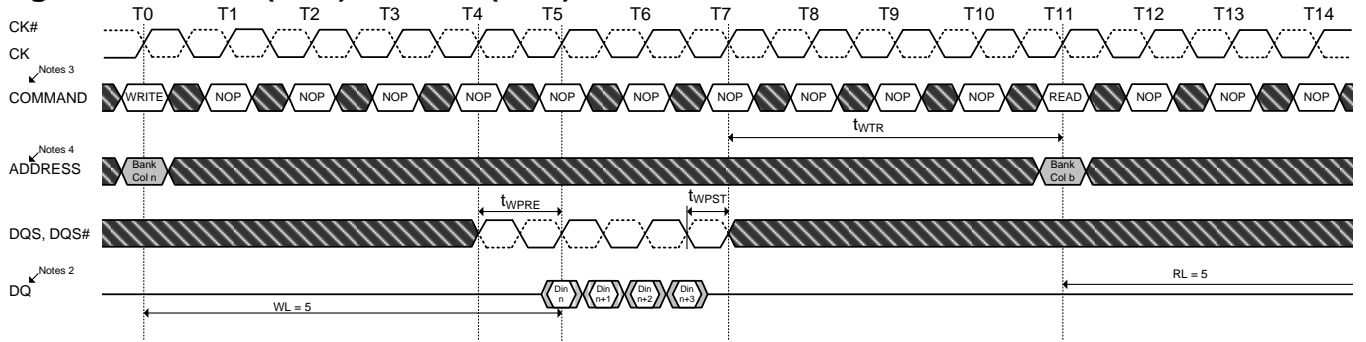 T0 T1 T2 T3 T4 T5 T6 T7 T8 T9 T10 T11 T12 T13 T14
CK#
CK
Notes 3
COMMAND WRITE NOP NOP NOP NOP NOP NOP NOP NOP NOP NOP READ NOP NOP NOP
tWTR
Notes 4
ADDRESS
Bank
Col n
Bank
Col b
tWPRE tWPST
DQS, DQS#
Notes 2
DQ
Din
n
Din
n+1
Din
n+2
Din
n+3
RL = 5
WL = 5